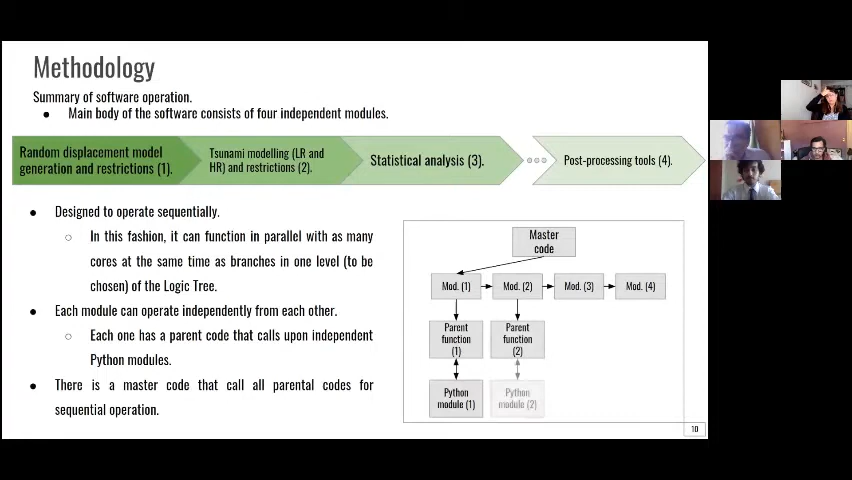 Methodology
Summary of software operation.
● Main body of the software consists of four independent modules.
Random displacement model
generation and restrictions (1).
Tsunami modelling (LR and
HR) and restrictions (2).
Statistical analysis (3).
Post-processing tools (4).
● Designed to operate sequentially.
○ In this fashion, it can function in parallel with as many
cores at the same time as branches in one level (to be
chosen) of the Logic Tree.
● Each module can operate independently from each other.
○ Each one has a parent code that calls upon independent
Python modules.
● There is a master code that call all parental codes for
sequential operation.
Master
code
Mod. (1)
Mod. (2)
Mod. (3)
Mod. (4)
Parent
function
(1)
Parent
function
(2)
Python
module (1)
Python
module (2)
10